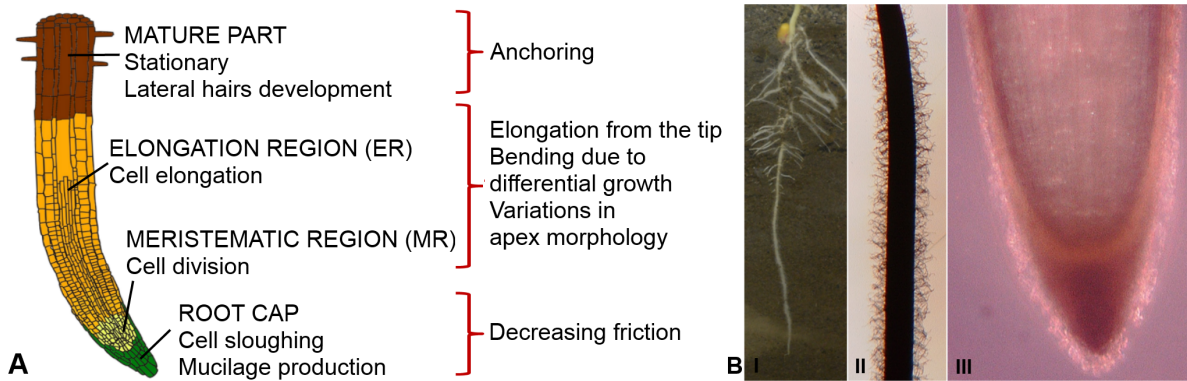 MATURE PART
Stationary
Lateral hairs development
Anchoring
ELONGATION REGION (ER)
Cell elongation
Elongation from the tip
Bending due to
differential growth
Variations in
apex morphology
MERISTEMATIC REGION (MR)
Cell division
ROOT CAP
Cell sloughing
Mucilage production
Decreasing friction
A
B
I
II
III